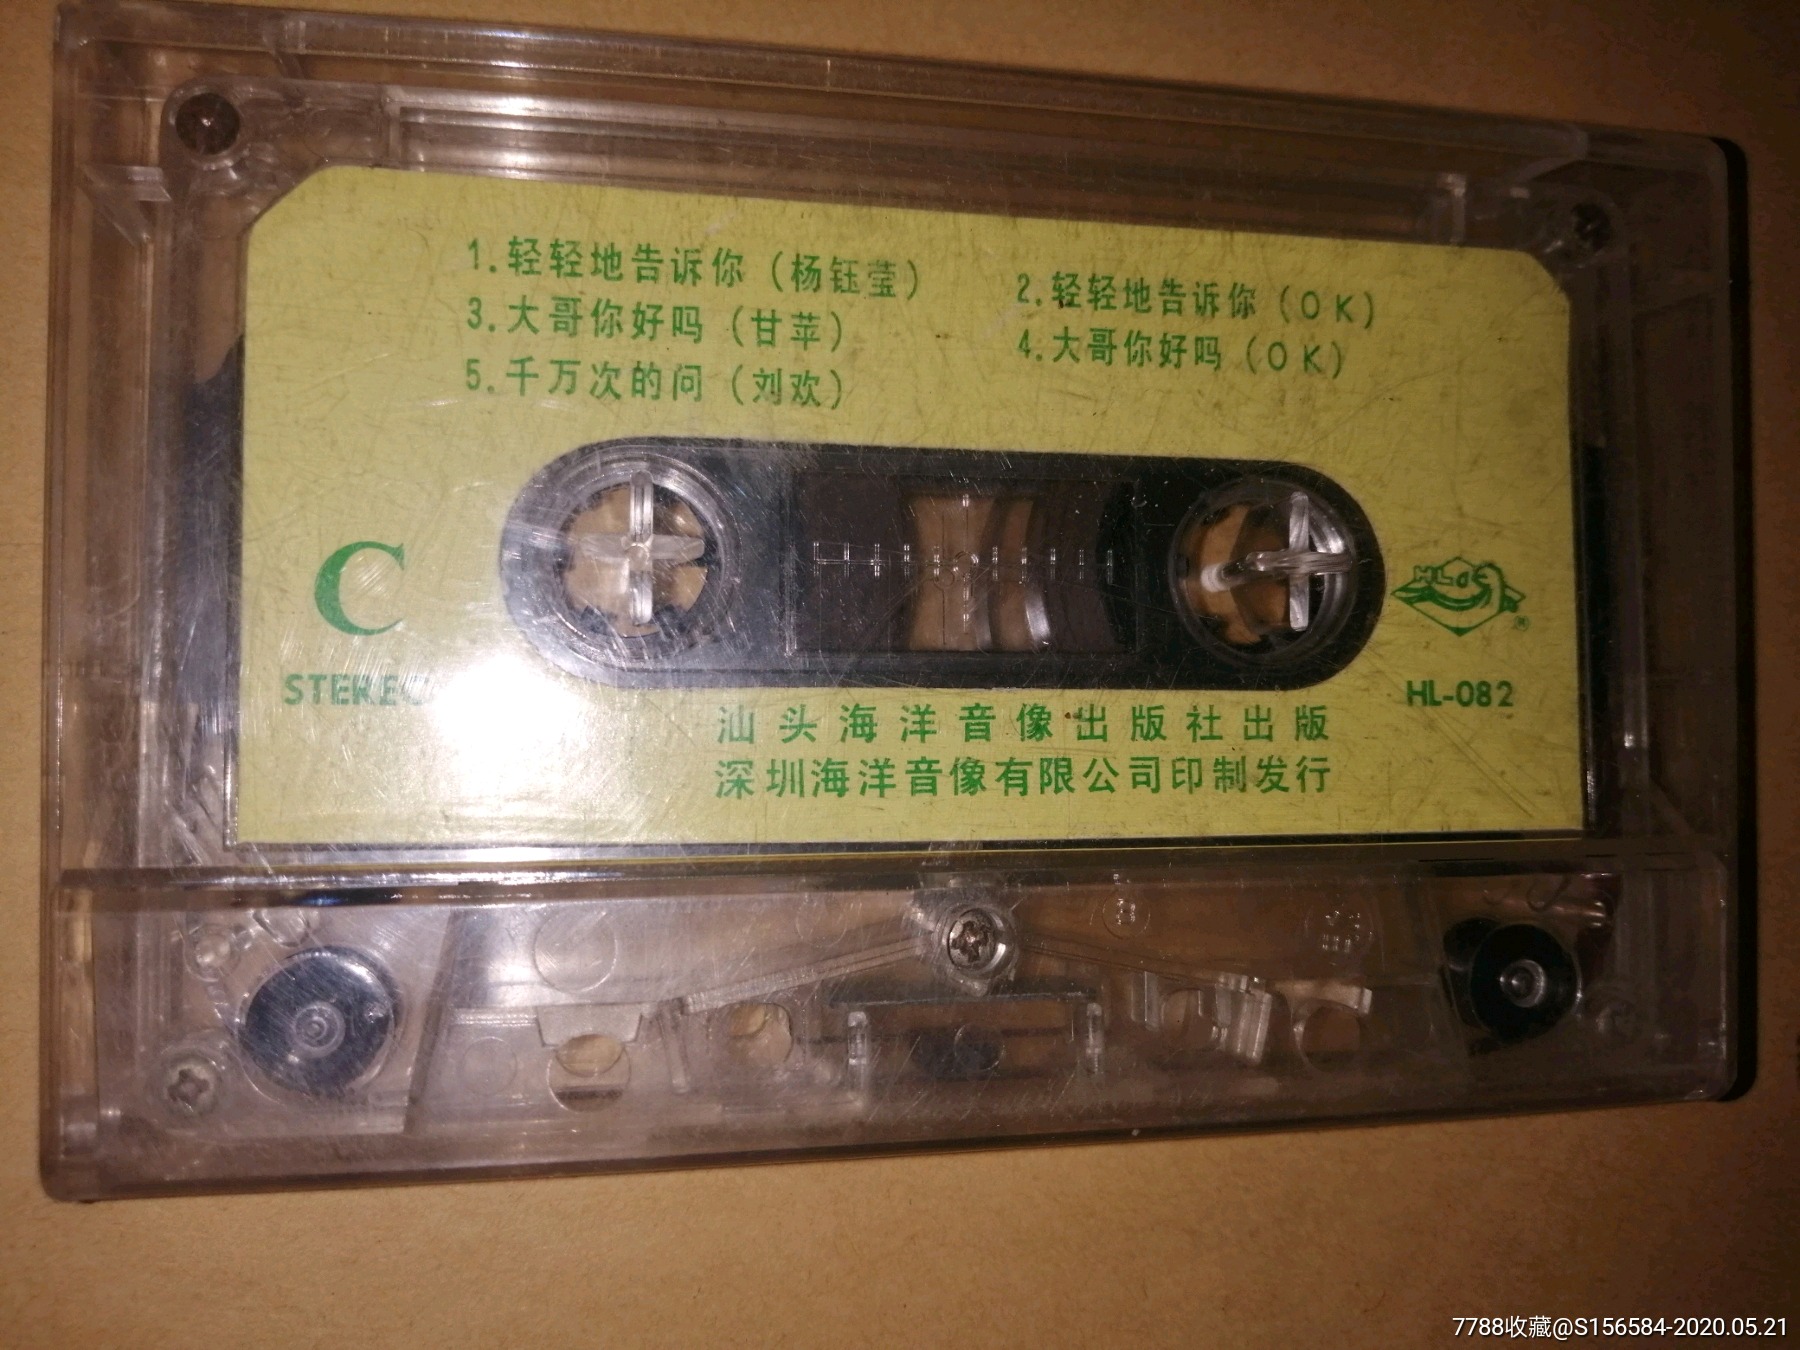 1.轻轻地告诉你（杨钰莹）
2.轻轻地告诉你（OK）
3.大哥你好吗（甘苹）
4.大哥你好吗（OK）
5.千万次的问（刘欢）
C
STEREO
HLOS
®
HL-082
汕头海洋音像出版社出版
深圳海洋音像有限公司印制发行
7788收藏@S156584-2020.05.21